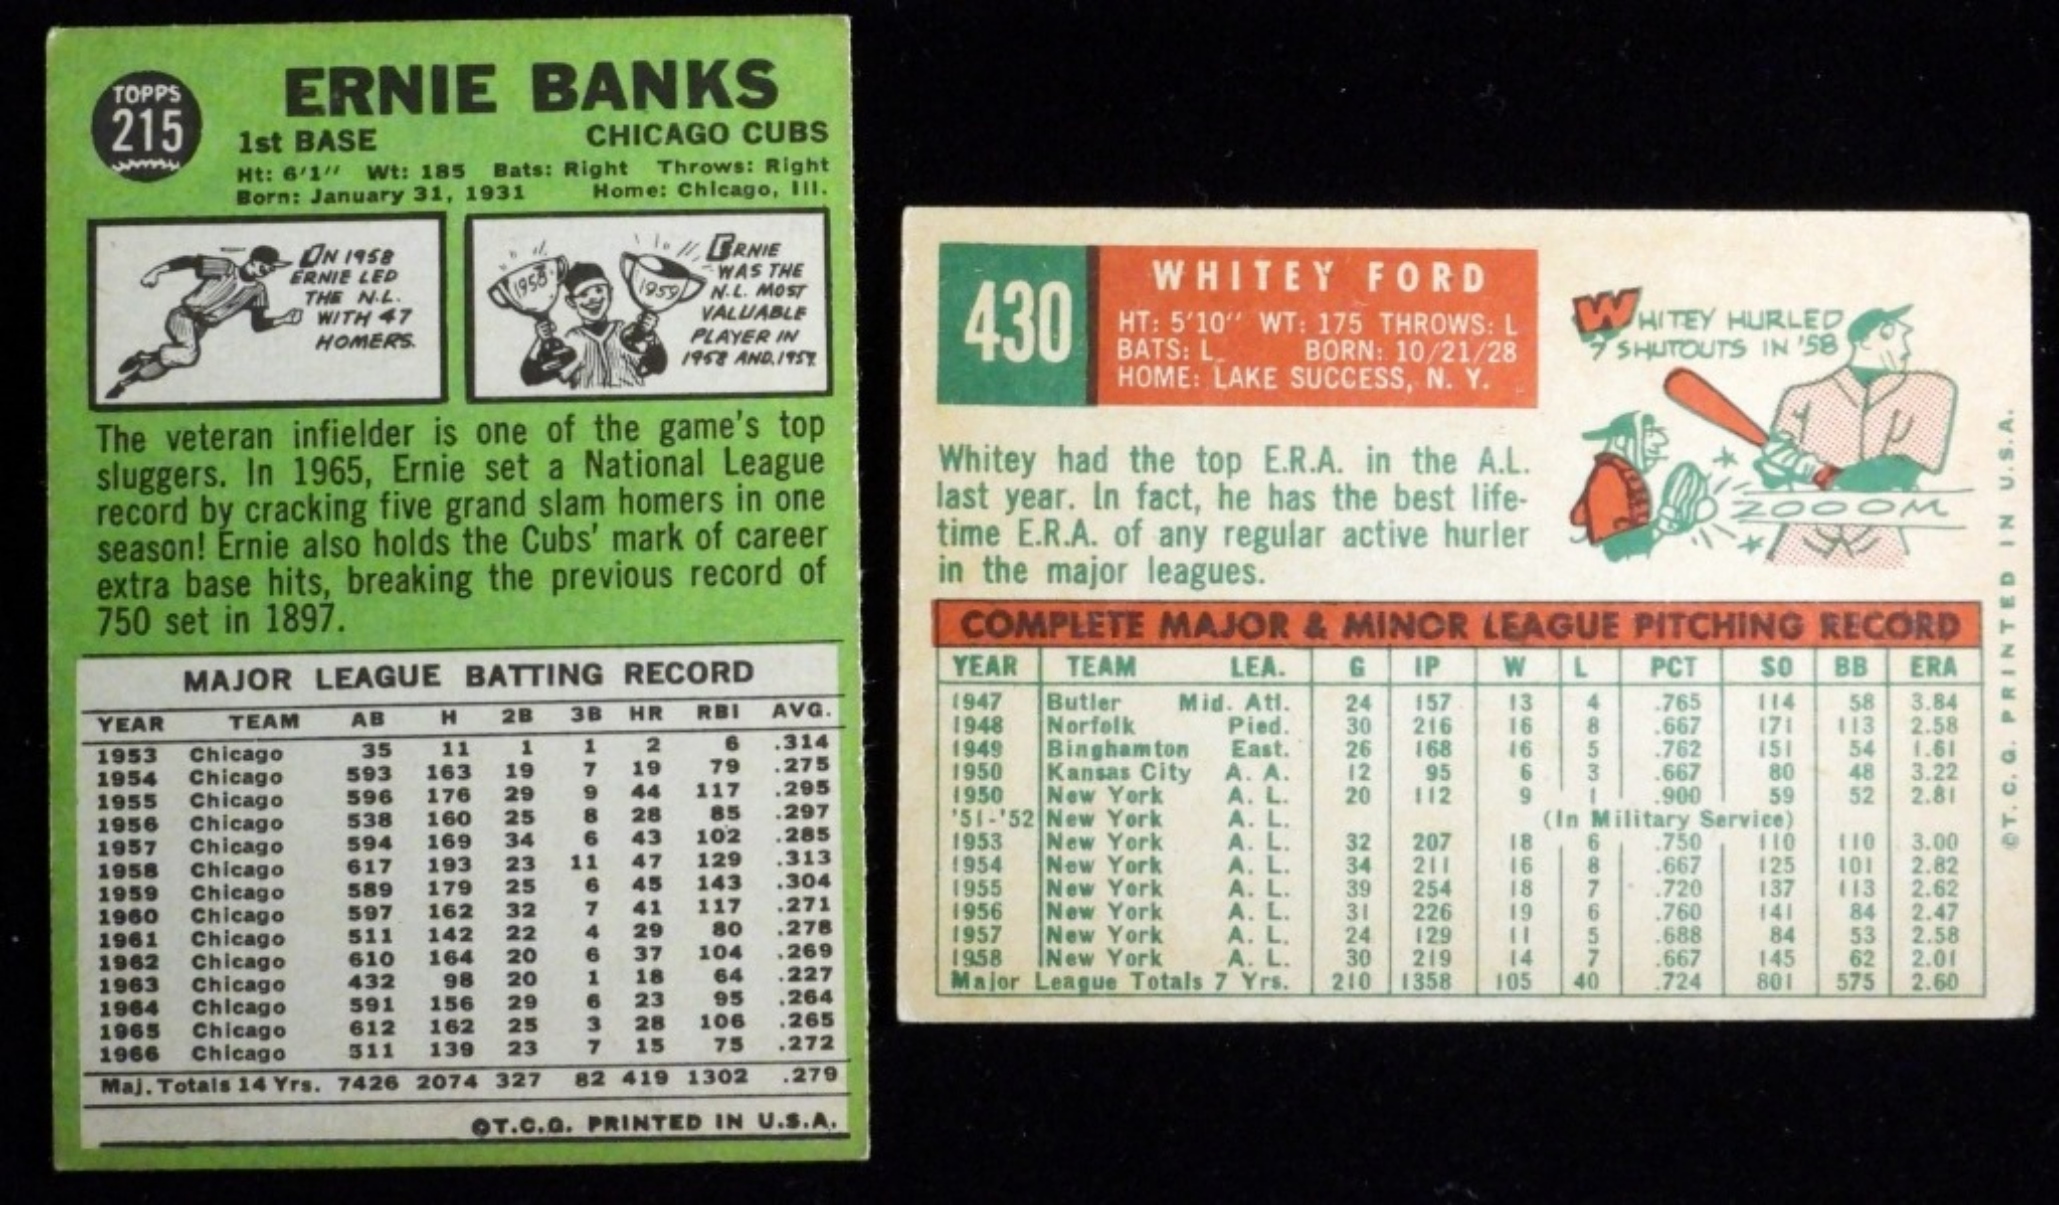 TOPPS
215
ERNIE BANKS
1st BASE CHICAGO CUBS
Ht: 6'1" Wt: 185 Bats: Right Throws: Right
Born: January 31, 1931 Home: Chicago, Ill.
ON 1958
ERNIE LED
THE N.L.
WITH 47
HOMERS.
1958
1959
ERNIE
WAS THE
N.L. MOST
VALUABLE
PLAYER IN
1958 AND 1959.
The veteran infielder is one of the game's top
sluggers. In 1965, Ernie set a National League
record by cracking five grand slam homers in one
season! Ernie also holds the Cubs' mark of career
extra base hits, breaking the previous record of
750 set in 1897.
MAJOR LEAGUE BATTING RECORD
YEAR TEAM AB H 2B 3B HR RBI AVG.
1953 Chicago 35 11 1 1 2 6 .314
1954 Chicago 593 163 19 7 19 79 .275
1955 Chicago 596 176 29 9 44 117 .295
1956 Chicago 538 160 25 8 28 85 .297
1957 Chicago 594 169 34 6 43 102 .285
1958 Chicago 617 193 23 11 47 129 .313
1959 Chicago 589 179 25 6 45 143 .304
1960 Chicago 597 162 32 7 41 117 .271
1961 Chicago 511 142 22 4 29 80 .278
1962 Chicago 610 164 20 6 37 104 .269
1963 Chicago 432 98 20 1 18 64 .227
1964 Chicago 591 156 29 6 23 95 .264
1965 Chicago 612 162 25 3 28 106 .265
1966 Chicago 511 139 23 7 15 75 .272
Maj. Totals 14 Yrs. 7426 2074 327 82 419 1302 .279
©T.C.G. PRINTED IN U.S.A.
430
WHITEY FORD
HT: 5'10" WT: 175 THROWS: L
BATS: L BORN: 10/21/28
HOME: LAKE SUCCESS, N. Y.
WHITEY HURLED
7 SHUTOUTS IN '58
ZOOOM
Whitey had the top E.R.A. in the A.L.
last year. In fact, he has the best life-
time E.R.A. of any regular active hurler
in the major leagues.
COMPLETE MAJOR & MINOR LEAGUE PITCHING RECORD
YEAR TEAM LEA. G IP W L PCT SO BB ERA
1947 Butler Mid. Atl. 24 157 13 4 .765 114 58 3.84
1948 Norfolk Pied. 30 216 16 8 .667 171 113 2.58
1949 Binghamton East. 26 168 16 5 .762 151 54 1.61
1950 Kansas City A. A. 12 95 6 3 .667 80 48 3.22
1950 New York A. L. 20 112 9 1 .900 59 52 2.81
'51-'52 New York A. L. (In Military Service)
1953 New York A. L. 32 207 18 6 .750 110 110 3.00
1954 New York A. L. 34 211 16 8 .667 125 101 2.82
1955 New York A. L. 39 254 18 7 .720 137 113 2.62
1956 New York A. L. 31 226 19 6 .760 141 84 2.47
1957 New York A. L. 24 129 11 5 .688 84 53 2.58
1958 New York A. L. 30 219 14 7 .667 145 62 2.01
Major League Totals 7 Yrs. 210 1358 105 40 .724 801 575 2.60
©T. C. G. PRINTED IN U.S.A.